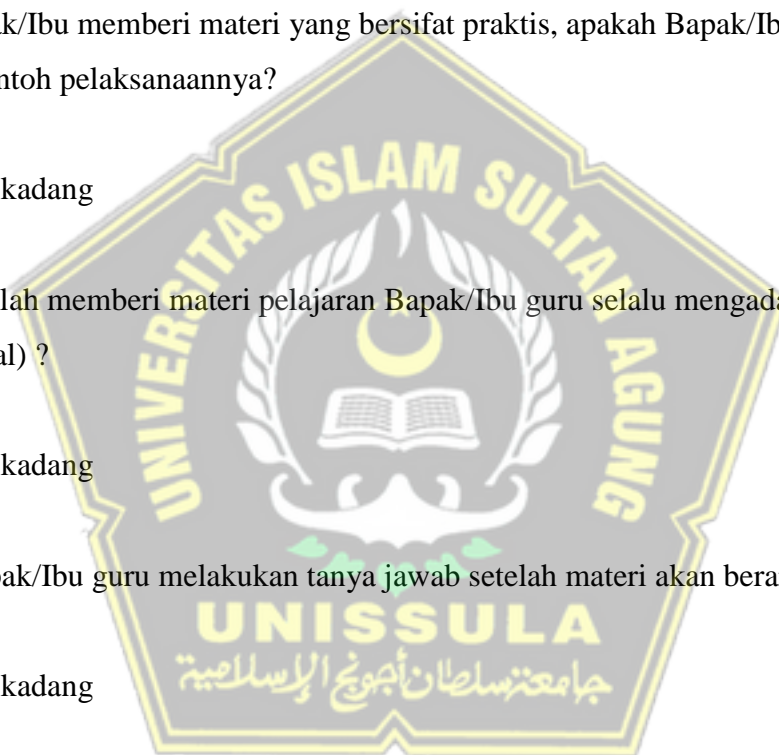 k/Ibu memberi materi yang bersifat praktis, apakah Bapak/Ib
ntoh pelaksanaannya?
kadang
UNIVERSITAS ISLAM SULTAN AGUNG
lah memberi materi pelajaran Bapak/Ibu guru selalu mengada
al) ?
kadang
ak/Ibu guru melakukan tanya jawab setelah materi akan bera
UNISSULA
جامعة سلطان أجونج الإسلامية
kadang